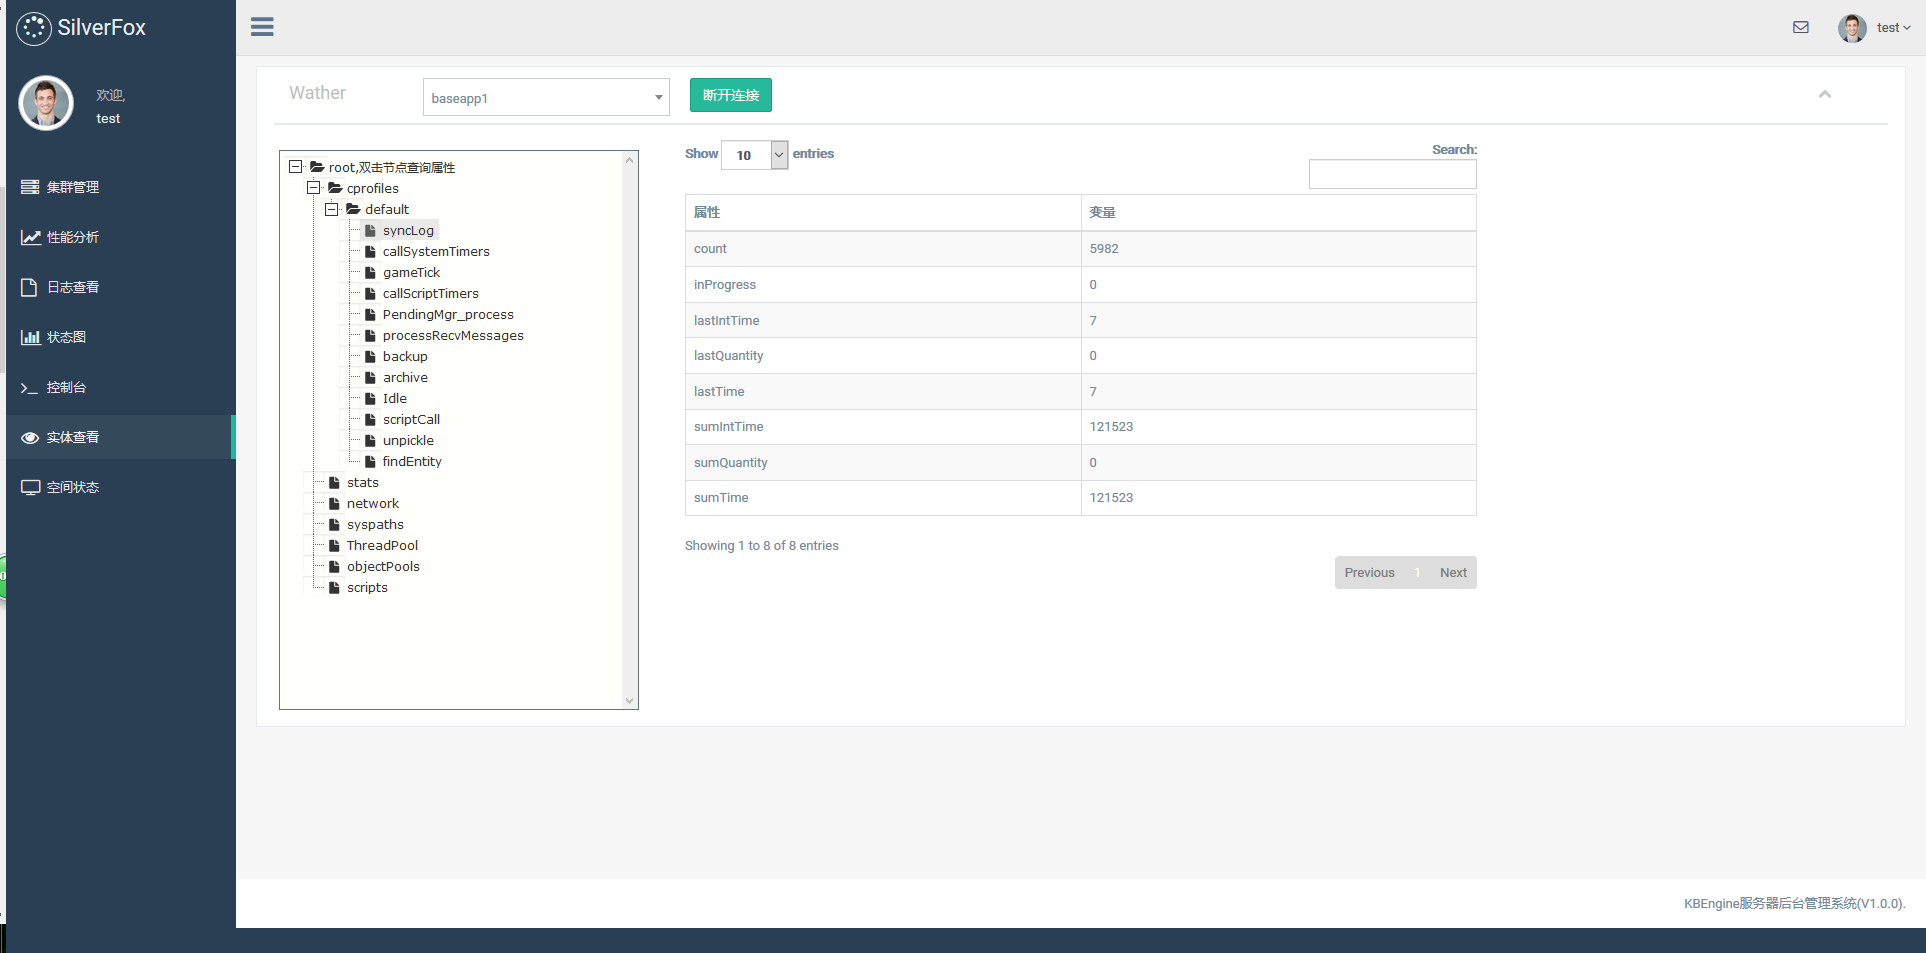 SilverFox
欢迎,
test
集群管理
性能分析
日志查看
状态图
控制台
实体查看
空间状态
test
Wather
baseapp1
断开连接
root,双击节点查询属性
cprofiles
default
syncLog
callSystemTimers
gameTick
callScriptTimers
PendingMgr_process
processRecvMessages
backup
archive
Idle
scriptCall
unpickle
findEntity
stats
network
syspaths
ThreadPool
objectPools
scripts
Show 10 entries
Search:
属性 变量
count 5982
inProgress 0
lastIntTime 7
lastQuantity 0
lastTime 7
sumIntTime 121523
sumQuantity 0
sumTime 121523
Showing 1 to 8 of 8 entries
Previous 1 Next
KBEngine服务器后台管理系统(V1.0.0).